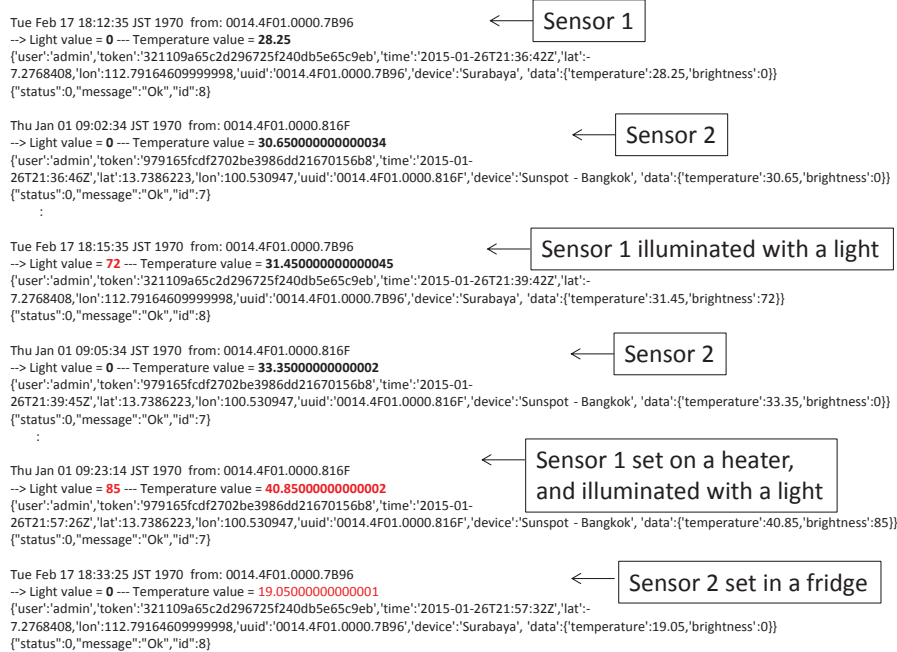 Tue Feb 17 18:12:35 JST 1970 from: 0014.4F01.0000.7B96
Sensor 1
--> Light value = 0 --- Temperature value = 28.25
{'user':'admin','token':'321109a65c2d296725f240db5e65c9eb','time':'2015-01-26T21:36:42Z','lat':-
7.2768408,'lon':112.79164609999998,'uuid':'0014.4F01.0000.7B96','device':'Surabaya', 'data':{'temperature':28.25,'brightness':0}}
{"status":0,"message":"Ok","id":8}
Thu Jan 01 09:02:34 JST 1970 from: 0014.4F01.0000.816F
Sensor 2
--> Light value = 0 --- Temperature value = 30.650000000000034
{'user':'admin','token':'979165fcdf2702be3986dd21670156b8','time':'2015-01-
26T21:36:46Z','lat':13.7386223,'lon':100.530947,'uuid':'0014.4F01.0000.816F','device':'Sunspot - Bangkok', 'data':{'temperature':30.65,'brightness':0}}
{"status":0,"message":"Ok","id":7}
:
Tue Feb 17 18:15:35 JST 1970 from: 0014.4F01.0000.7B96
Sensor 1 illuminated with a light
--> Light value = 72 --- Temperature value = 31.450000000000045
{'user':'admin','token':'321109a65c2d296725f240db5e65c9eb','time':'2015-01-26T21:39:42Z','lat':-
7.2768408,'lon':112.79164609999998,'uuid':'0014.4F01.0000.7B96','device':'Surabaya', 'data':{'temperature':31.45,'brightness':72}}
{"status":0,"message":"Ok","id":8}
Thu Jan 01 09:05:34 JST 1970 from: 0014.4F01.0000.816F
Sensor 2
--> Light value = 0 --- Temperature value = 33.35000000000002
{'user':'admin','token':'979165fcdf2702be3986dd21670156b8','time':'2015-01-
26T21:39:45Z','lat':13.7386223,'lon':100.530947,'uuid':'0014.4F01.0000.816F','device':'Sunspot - Bangkok', 'data':{'temperature':33.35,'brightness':0}}
{"status":0,"message":"Ok","id":7}
:
Thu Jan 01 09:23:14 JST 1970 from: 0014.4F01.0000.816F
Sensor 1 set on a heater,
and illuminated with a light
--> Light value = 85 --- Temperature value = 40.85000000000002
{'user':'admin','token':'979165fcdf2702be3986dd21670156b8','time':'2015-01-
26T21:57:26Z','lat':13.7386223,'lon':100.530947,'uuid':'0014.4F01.0000.816F','device':'Sunspot - Bangkok', 'data':{'temperature':40.85,'brightness':85}}
{"status":0,"message":"Ok","id":7}
Tue Feb 17 18:33:25 JST 1970 from: 0014.4F01.0000.7B96
Sensor 2 set in a fridge
--> Light value = 0 --- Temperature value = 19.05000000000001
{'user':'admin','token':'321109a65c2d296725f240db5e65c9eb','time':'2015-01-26T21:57:32Z','lat':-
7.2768408,'lon':112.79164609999998,'uuid':'0014.4F01.0000.7B96','device':'Surabaya', 'data':{'temperature':19.05,'brightness':0}}
{"status":0,"message":"Ok","id":8}